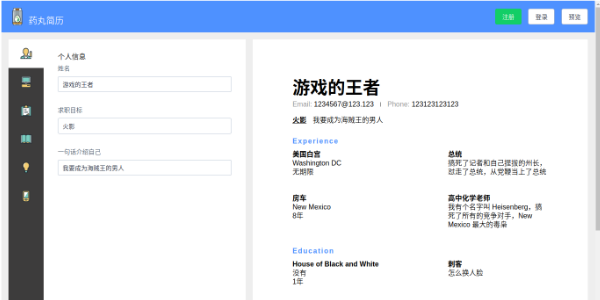 药丸简历
注册
登录
预览
个人信息
姓名
游戏的王者
求职目标
火影
一句话介绍自己
我要成为海贼王的男人
游戏的王者
Email: 1234567@123.123 | Phone: 123123123123
火影 我要成为海贼王的男人
Experience
美国白宫
Washington DC
无期限
总统
搞死了记者和自己提拔的州长，
怼走了总统，从党鞭当上了总统
房车
New Mexico
8年
高中化学老师
我有个名字叫 Heisenberg，搞
死了所有的竞争对手，New
Mexico 最大的毒枭
Education
House of Black and White
没有
1年
刺客
怎么换人脸